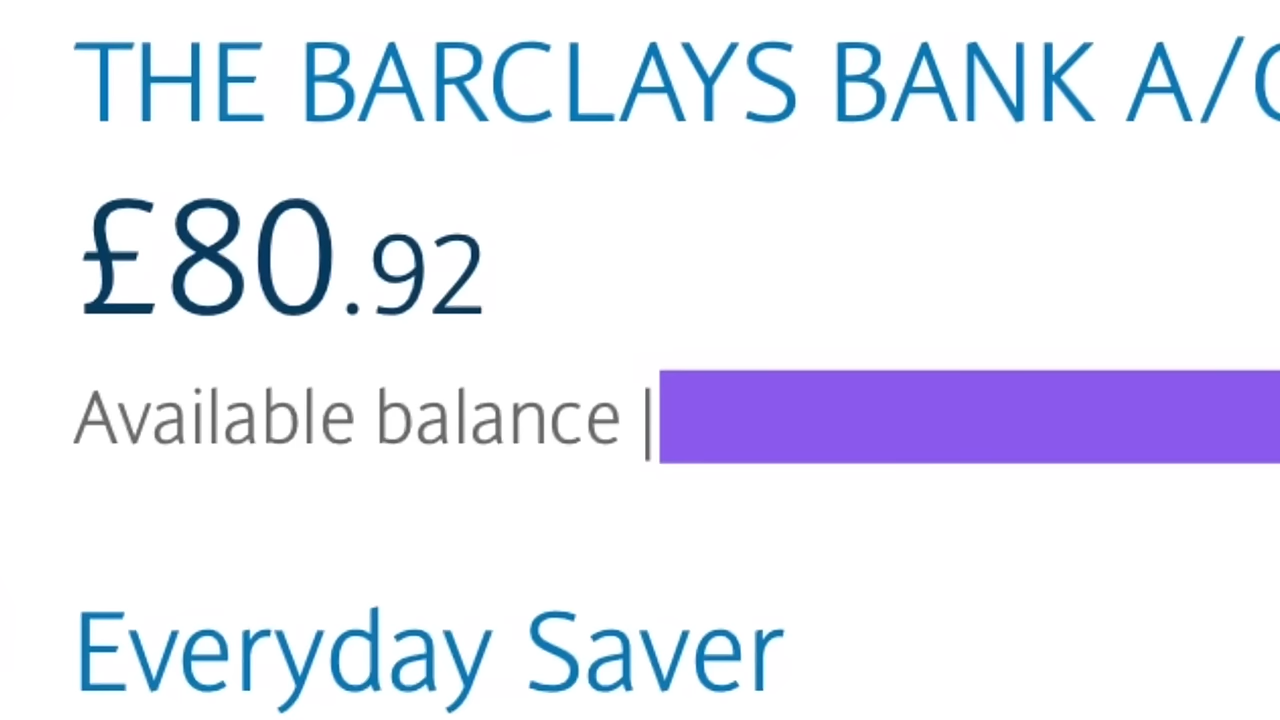 THE BARCLAYS BANK A/C
£80.92
Available balance |
Everyday Saver